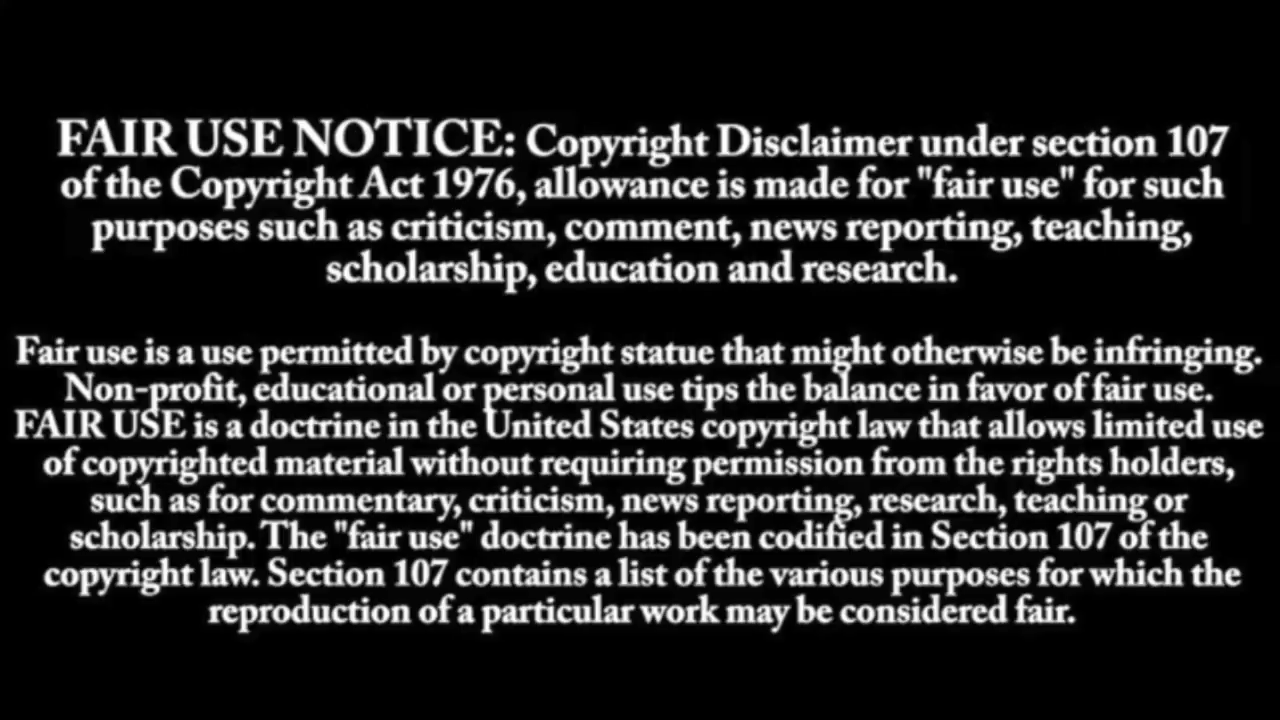 FAIR USE NOTICE: Copyright Disclaimer under section 107
of the Copyright Act 1976, allowance is made for "fair use" for such
purposes such as criticism, comment, news reporting, teaching,
scholarship, education and research.
Fair use is a use permitted by copyright statue that might otherwise be infringing.
Non-profit, educational or personal use tips the balance in favor of fair use.
FAIR USE is a doctrine in the United States copyright law that allows limited use
of copyrighted material without requiring permission from the rights holders,
such as for commentary, criticism, news reporting, research, teaching or
scholarship. The "fair use" doctrine has been codified in Section 107 of the
copyright law. Section 107 contains a list of the various purposes for which the
reproduction of a particular work may be considered fair.